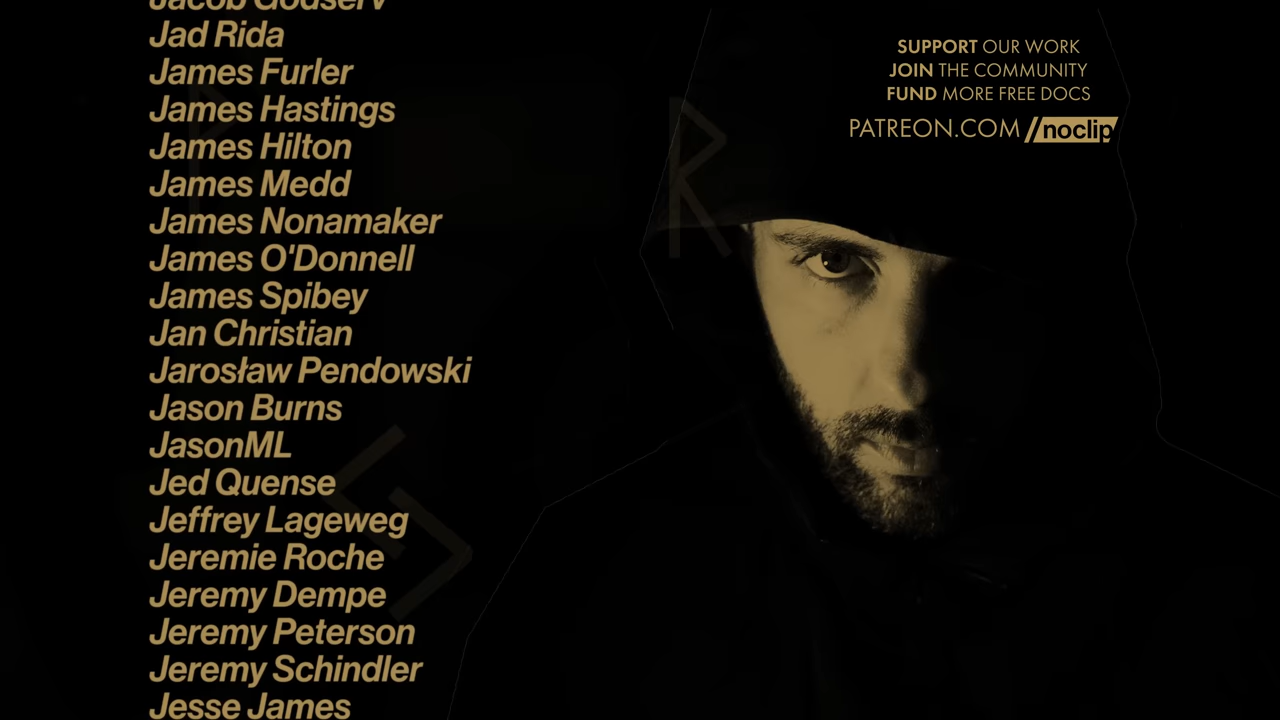 Jacob Godserv
Jad Rida
James Furler
James Hastings
James Hilton
James Medd
James Nonamaker
James O'Donnell
James Spibey
Jan Christian
Jarosław Pendowski
Jason Burns
JasonML
Jed Quense
Jeffrey Lageweg
Jeremie Roche
Jeremy Dempe
Jeremy Peterson
Jeremy Schindler
Jesse James
SUPPORT OUR WORK
JOIN THE COMMUNITY
FUND MORE FREE DOCS
PATREON.COM/noclip